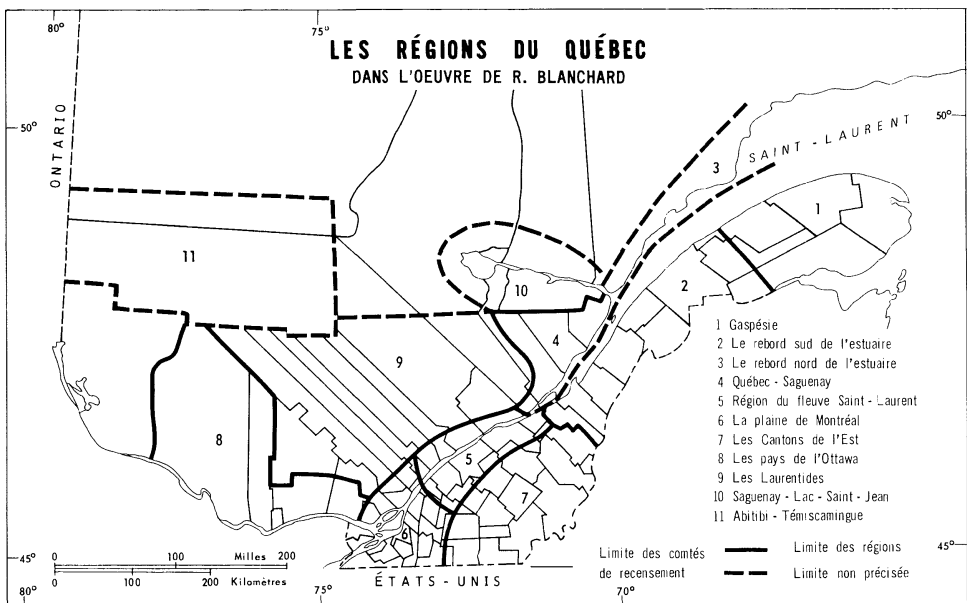 80°
75°
LES RÉGIONS DU QUÉBEC
DANS L'OEUVRE DE R. BLANCHARD
50°
ONTARIO
50°
SAINT - LAURENT
3
1
11
10
2
4
9
8
5
7
6
1 Gaspésie
2 Le rebord sud de l'estuaire
3 Le rebord nord de l'estuaire
4 Québec - Saguenay
5 Région du fleuve Saint - Laurent
6 La plaine de Montréal
7 Les Cantons de l'Est
8 Les pays de l'Ottawa
9 Les Laurentides
10 Saguenay - Lac - Saint - Jean
11 Abitibi - Témiscamingue
Limite des comtés de recensement
Limite des régions
Limite non précisée
0 100 Milles 200
0 100 200 Kilomètres 300
45°
45°
ÉTATS - UNIS
80°
75°
70°